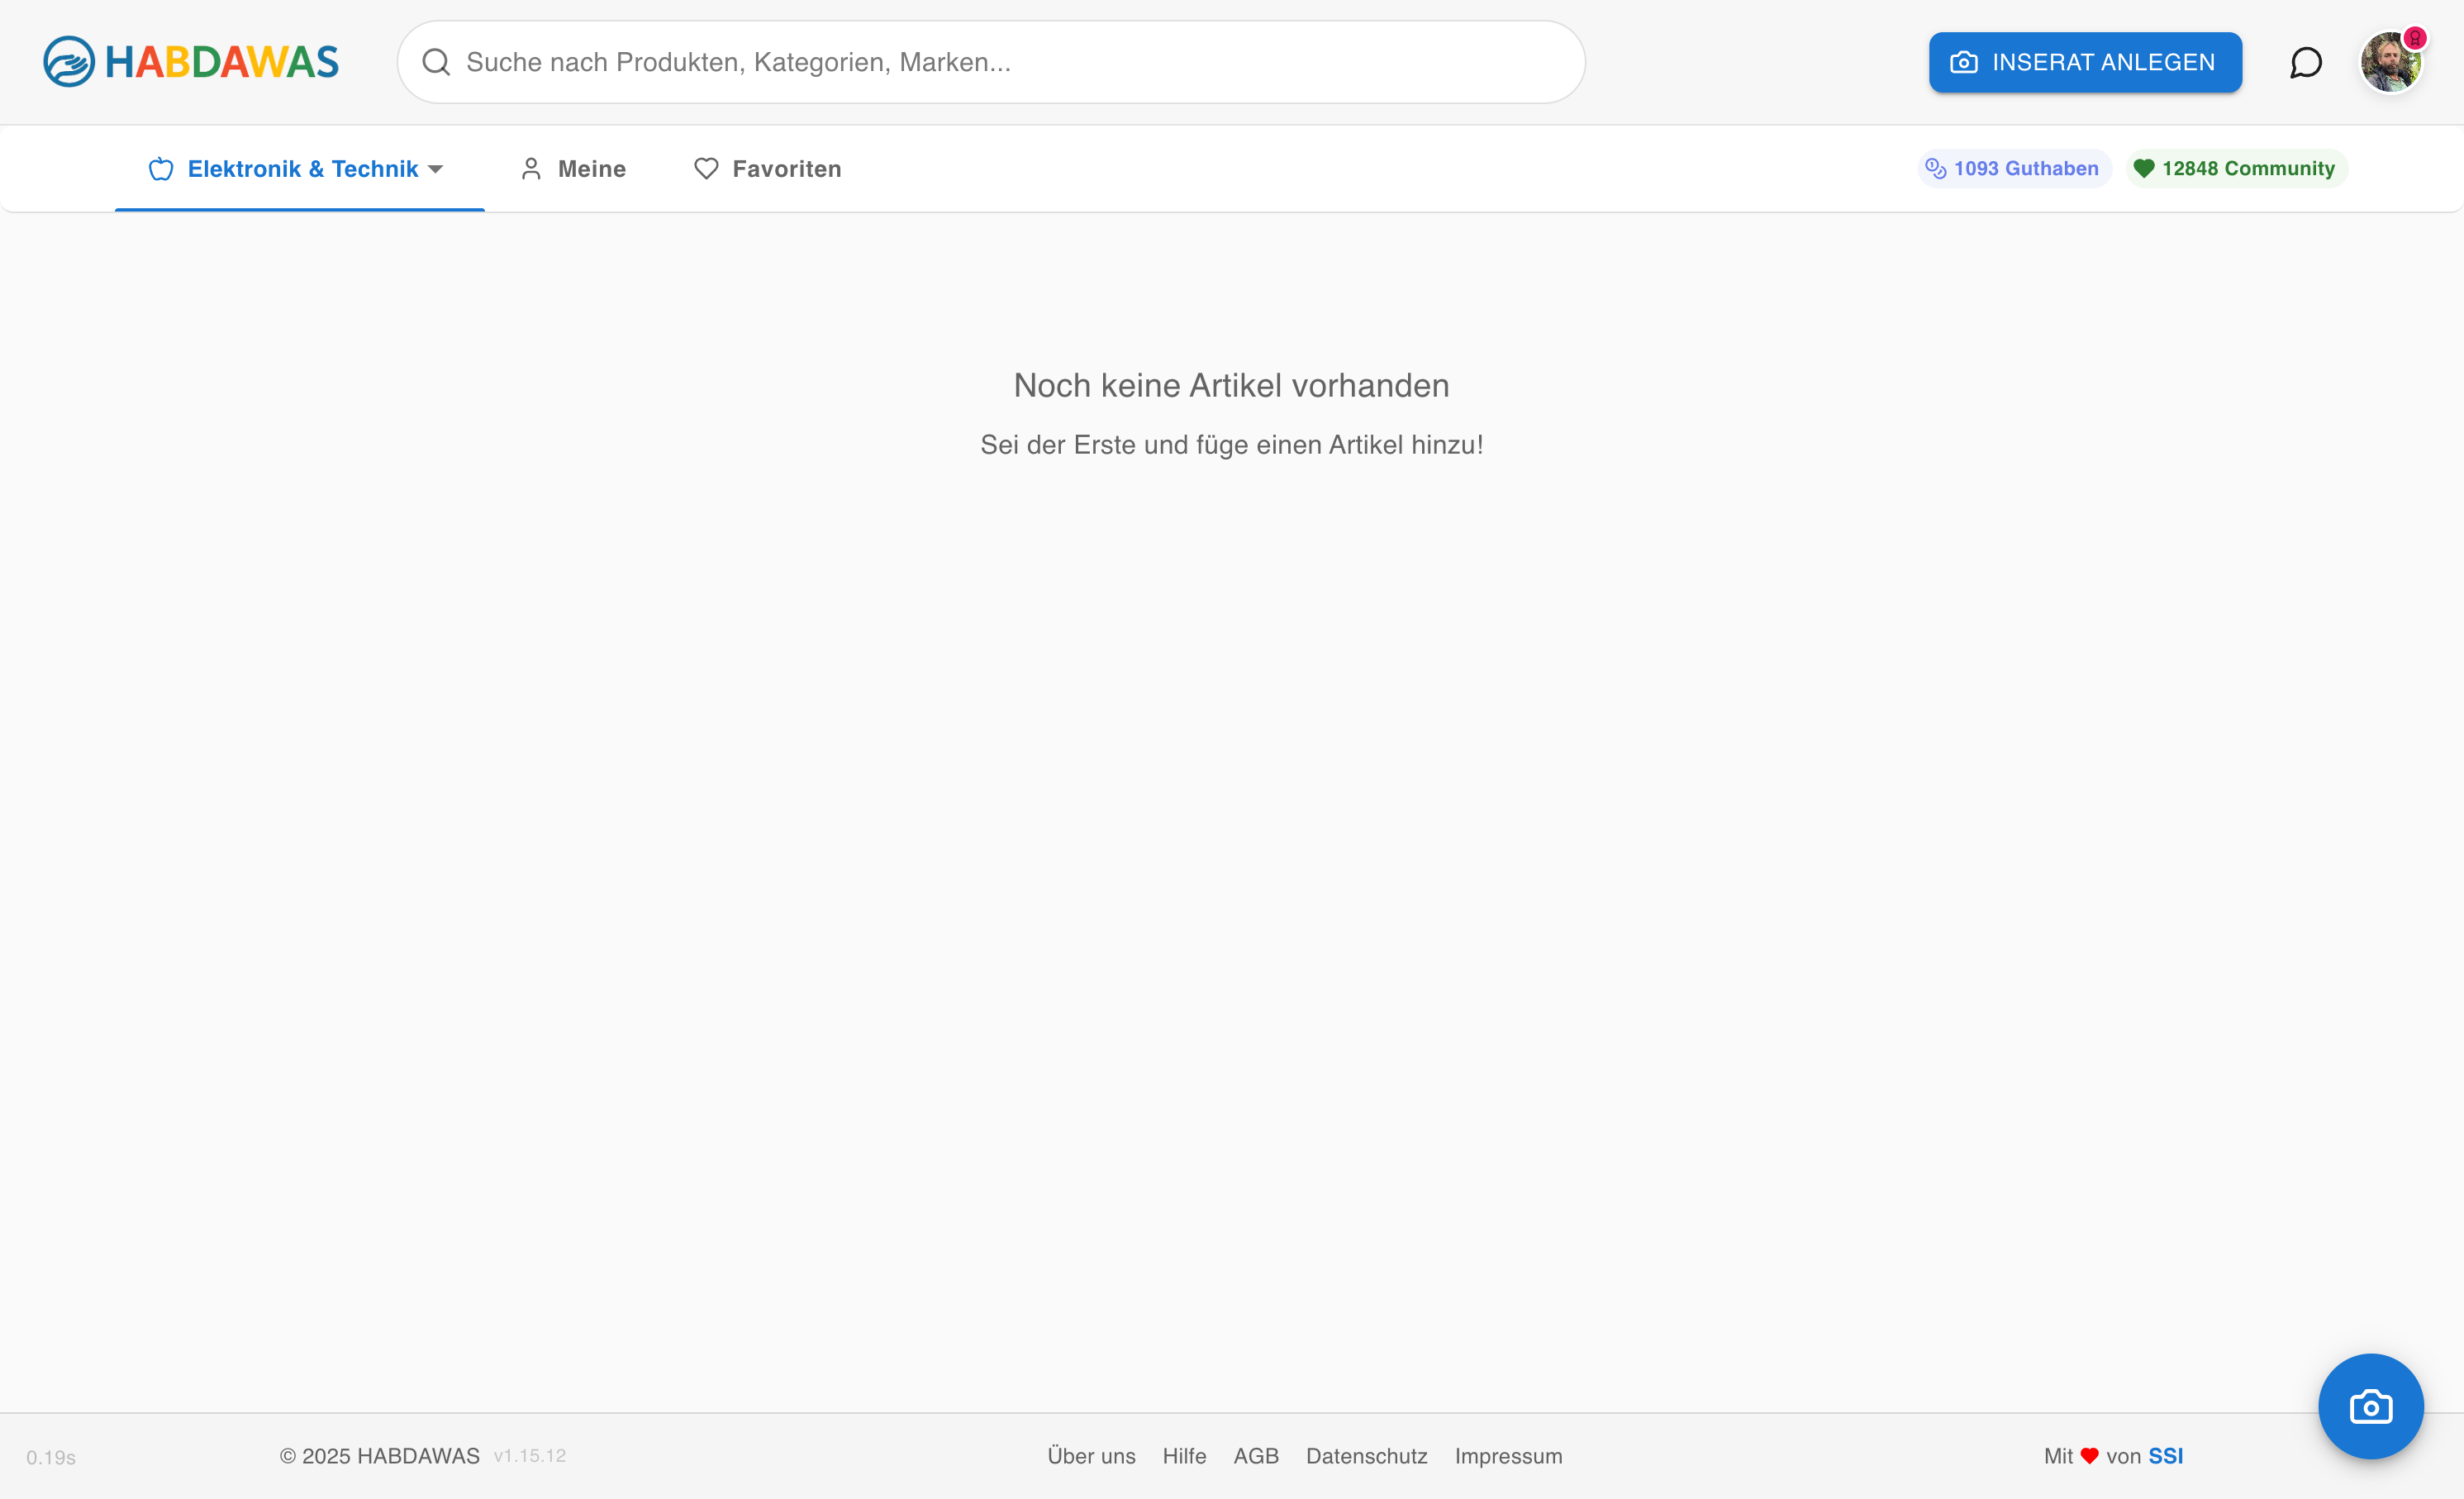 HABDAWAS
Suche nach Produkten, Kategorien, Marken...
INSERAT ANLEGEN
Elektronik & Technik
Meine
Favoriten
1093 Guthaben
12848 Community
Noch keine Artikel vorhanden
Sei der Erste und füge einen Artikel hinzu!
0.19s
© 2025 HABDAWAS v1.15.12
Über uns Hilfe AGB Datenschutz Impressum
Mit von SSI